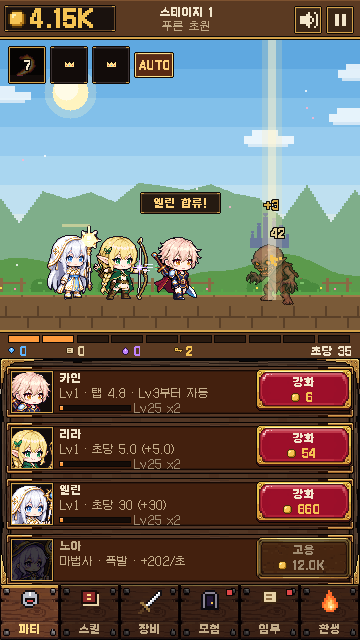 4.15K
스테이지 1
푸른 초원
7
AUTO
엘린 합류!
+3
42
0
0
0
2
초당 35
카인
Lv1 · 탭 4.8 · Lv3부터 자동
Lv25 x2
강화
6
리라
Lv1 · 초당 5.0 (+5.0)
Lv25 x2
강화
54
엘린
Lv1 · 초당 30 (+30)
Lv25 x2
강화
660
노아
마법사 · 폭발 · +202/초
고용
12.0K
파티
스킬
장비
모험
임무
환생